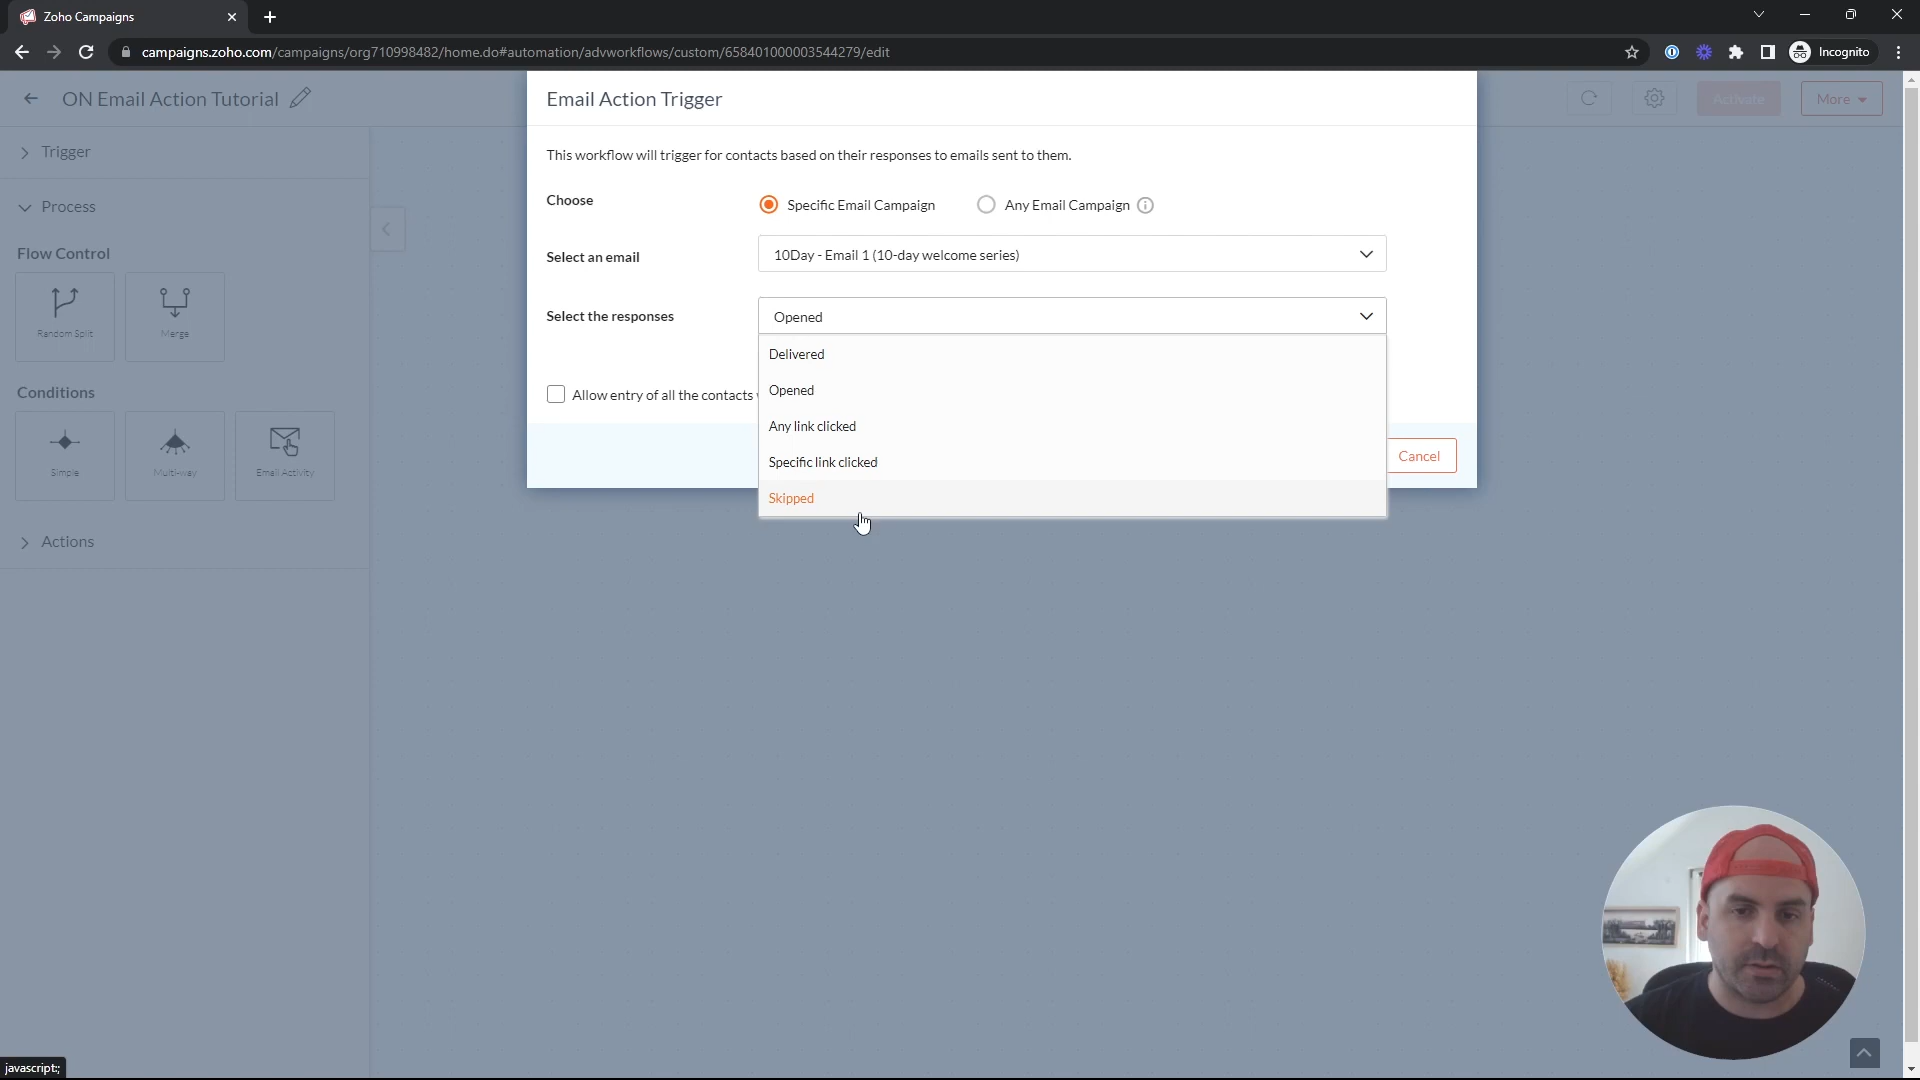 Zoho Campaigns
campaigns.zoho.com/campaigns/org710998482/home.do#automation/advworkflows/custom/658401000003544279/edit
Incognito
ON Email Action Tutorial
Activate
More
Trigger
Process
Flow Control
Random Split
Merge
Conditions
Simple
Multi-way
Email Activity
Actions
Email Action Trigger
This workflow will trigger for contacts based on their responses to emails sent to them.
Choose
Specific Email Campaign
Any Email Campaign
Select an email
10Day - Email 1 (10-day welcome series)
Select the responses
Opened
Delivered
Opened
Any link clicked
Specific link clicked
Skipped
Allow entry of all the contacts
Cancel
javascript:;